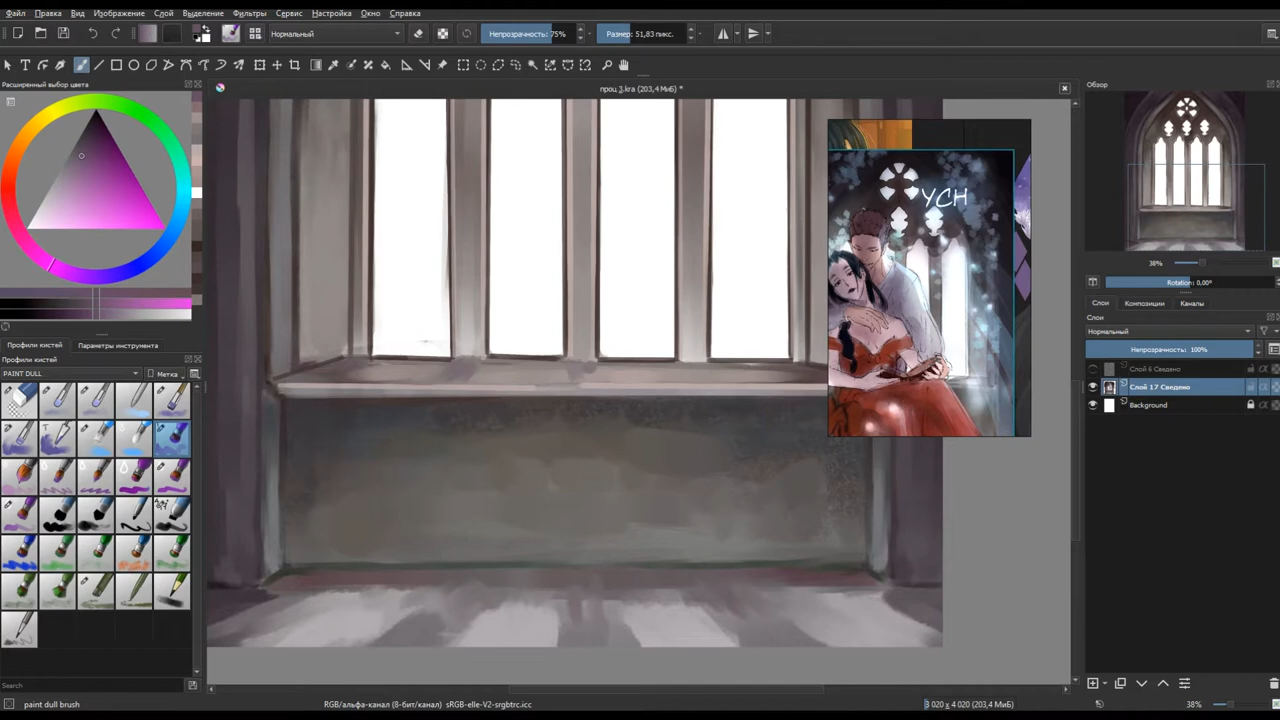 Файл Правка Вид Изображение Слой Выделение Фильтры Сервис Настройка Окно Справка
Нормальный
Непрозрачность: 75%
Размер: 51,83 пикс.
Расширенный выбор цвета
проц 3.kra (203,4 МиБ) *
Обзор
YCH
38%
Rotation: 0,00°
Слои Композиции Каналы
Слои
Нормальный
Непрозрачность: 100%
Слой 6 Сведено
Слой 17 Сведено
Background
Профили кистей Параметры инструмента
Профили кистей
PAINT DULL
Метка
Search
paint dull brush
RGB/альфа-канал (8-бит/канал) sRGB-elle-V2-srgbtrc.icc
3 020 x 4 020 (203,4 МиБ)
38%